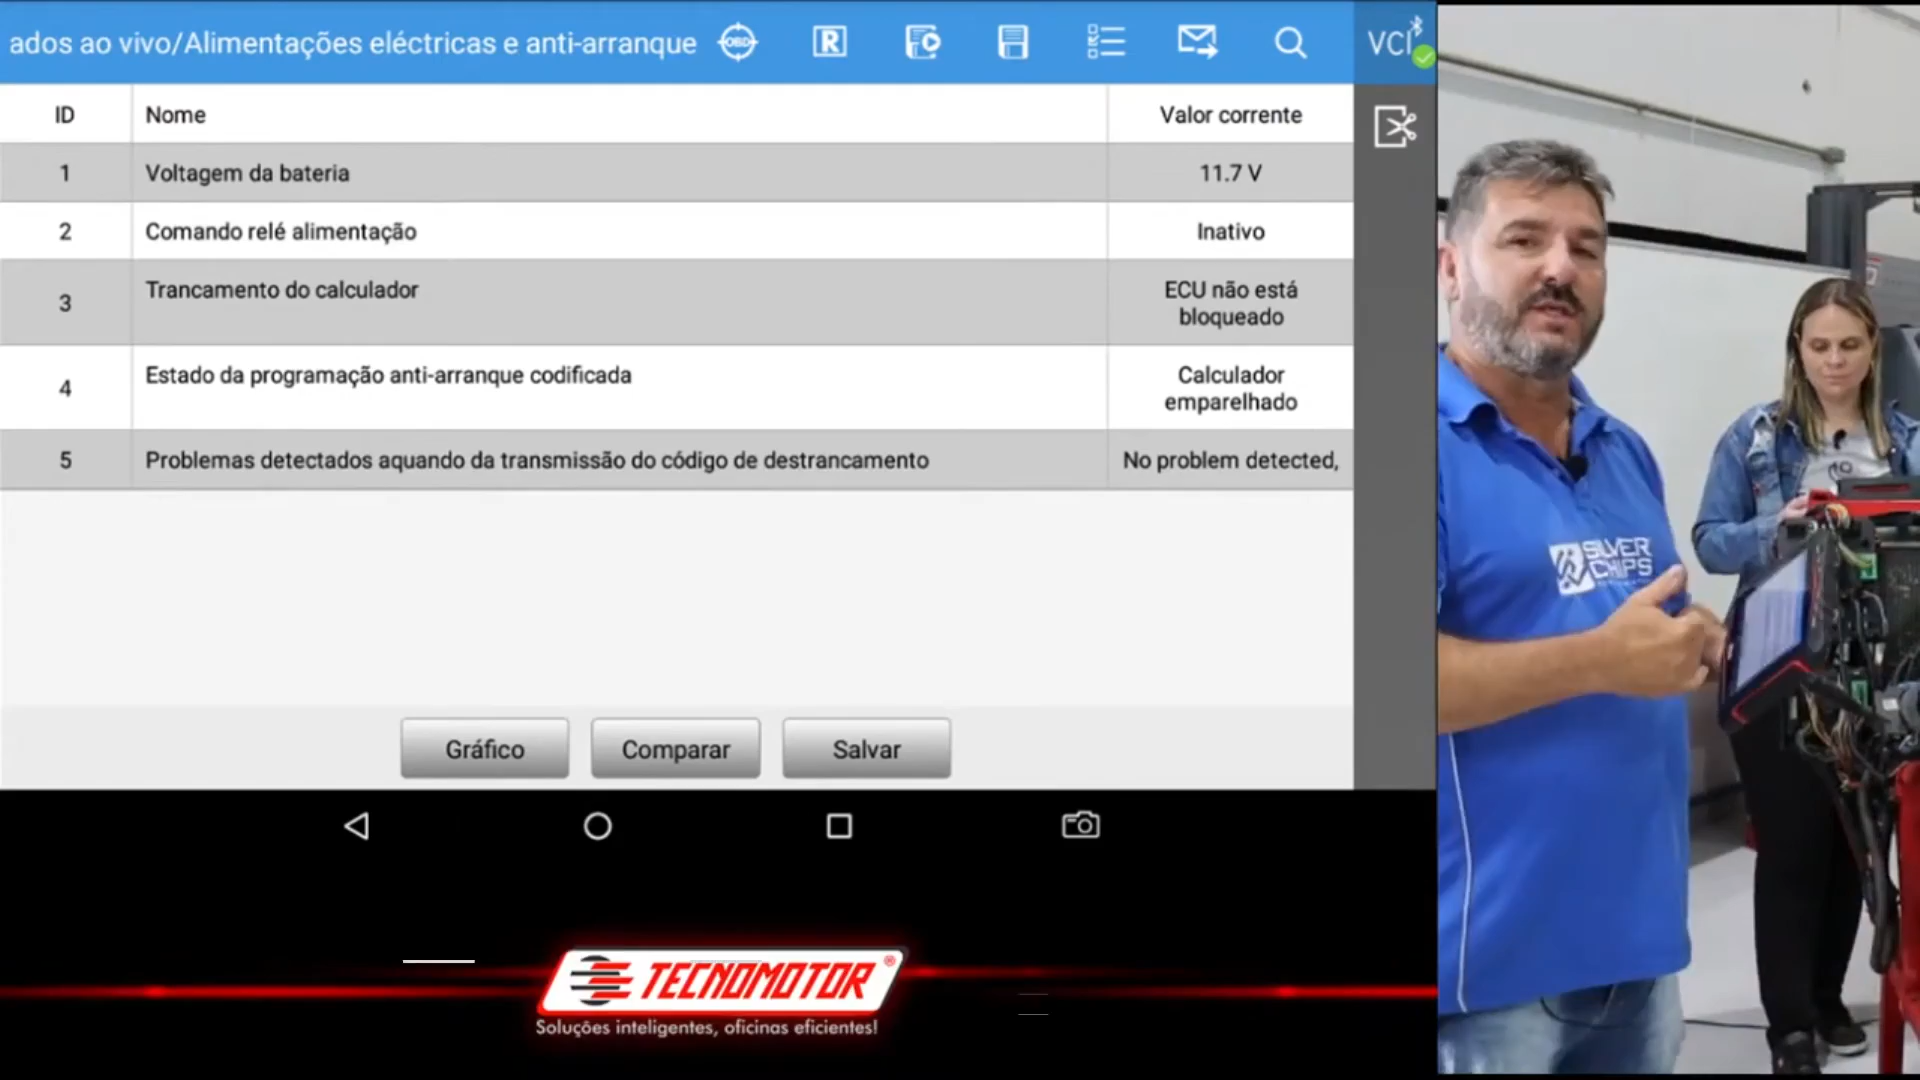 ados ao vivo/Alimentações eléctricas e anti-arranque
OBD
R
VCI
ID Nome Valor corrente
1 Voltagem da bateria 11.7 V
2 Comando relé alimentação Inativo
3 Trancamento do calculador ECU não está
bloqueado
4 Estado da programação anti-arranque codificada Calculador
emparelhado
5 Problemas detectados aquando da transmissão do código de destrancamento No problem detected,
Gráfico Comparar Salvar
SILVER
CHIPS
TECNOMOTOR®
Soluções inteligentes, oficinas eficientes!